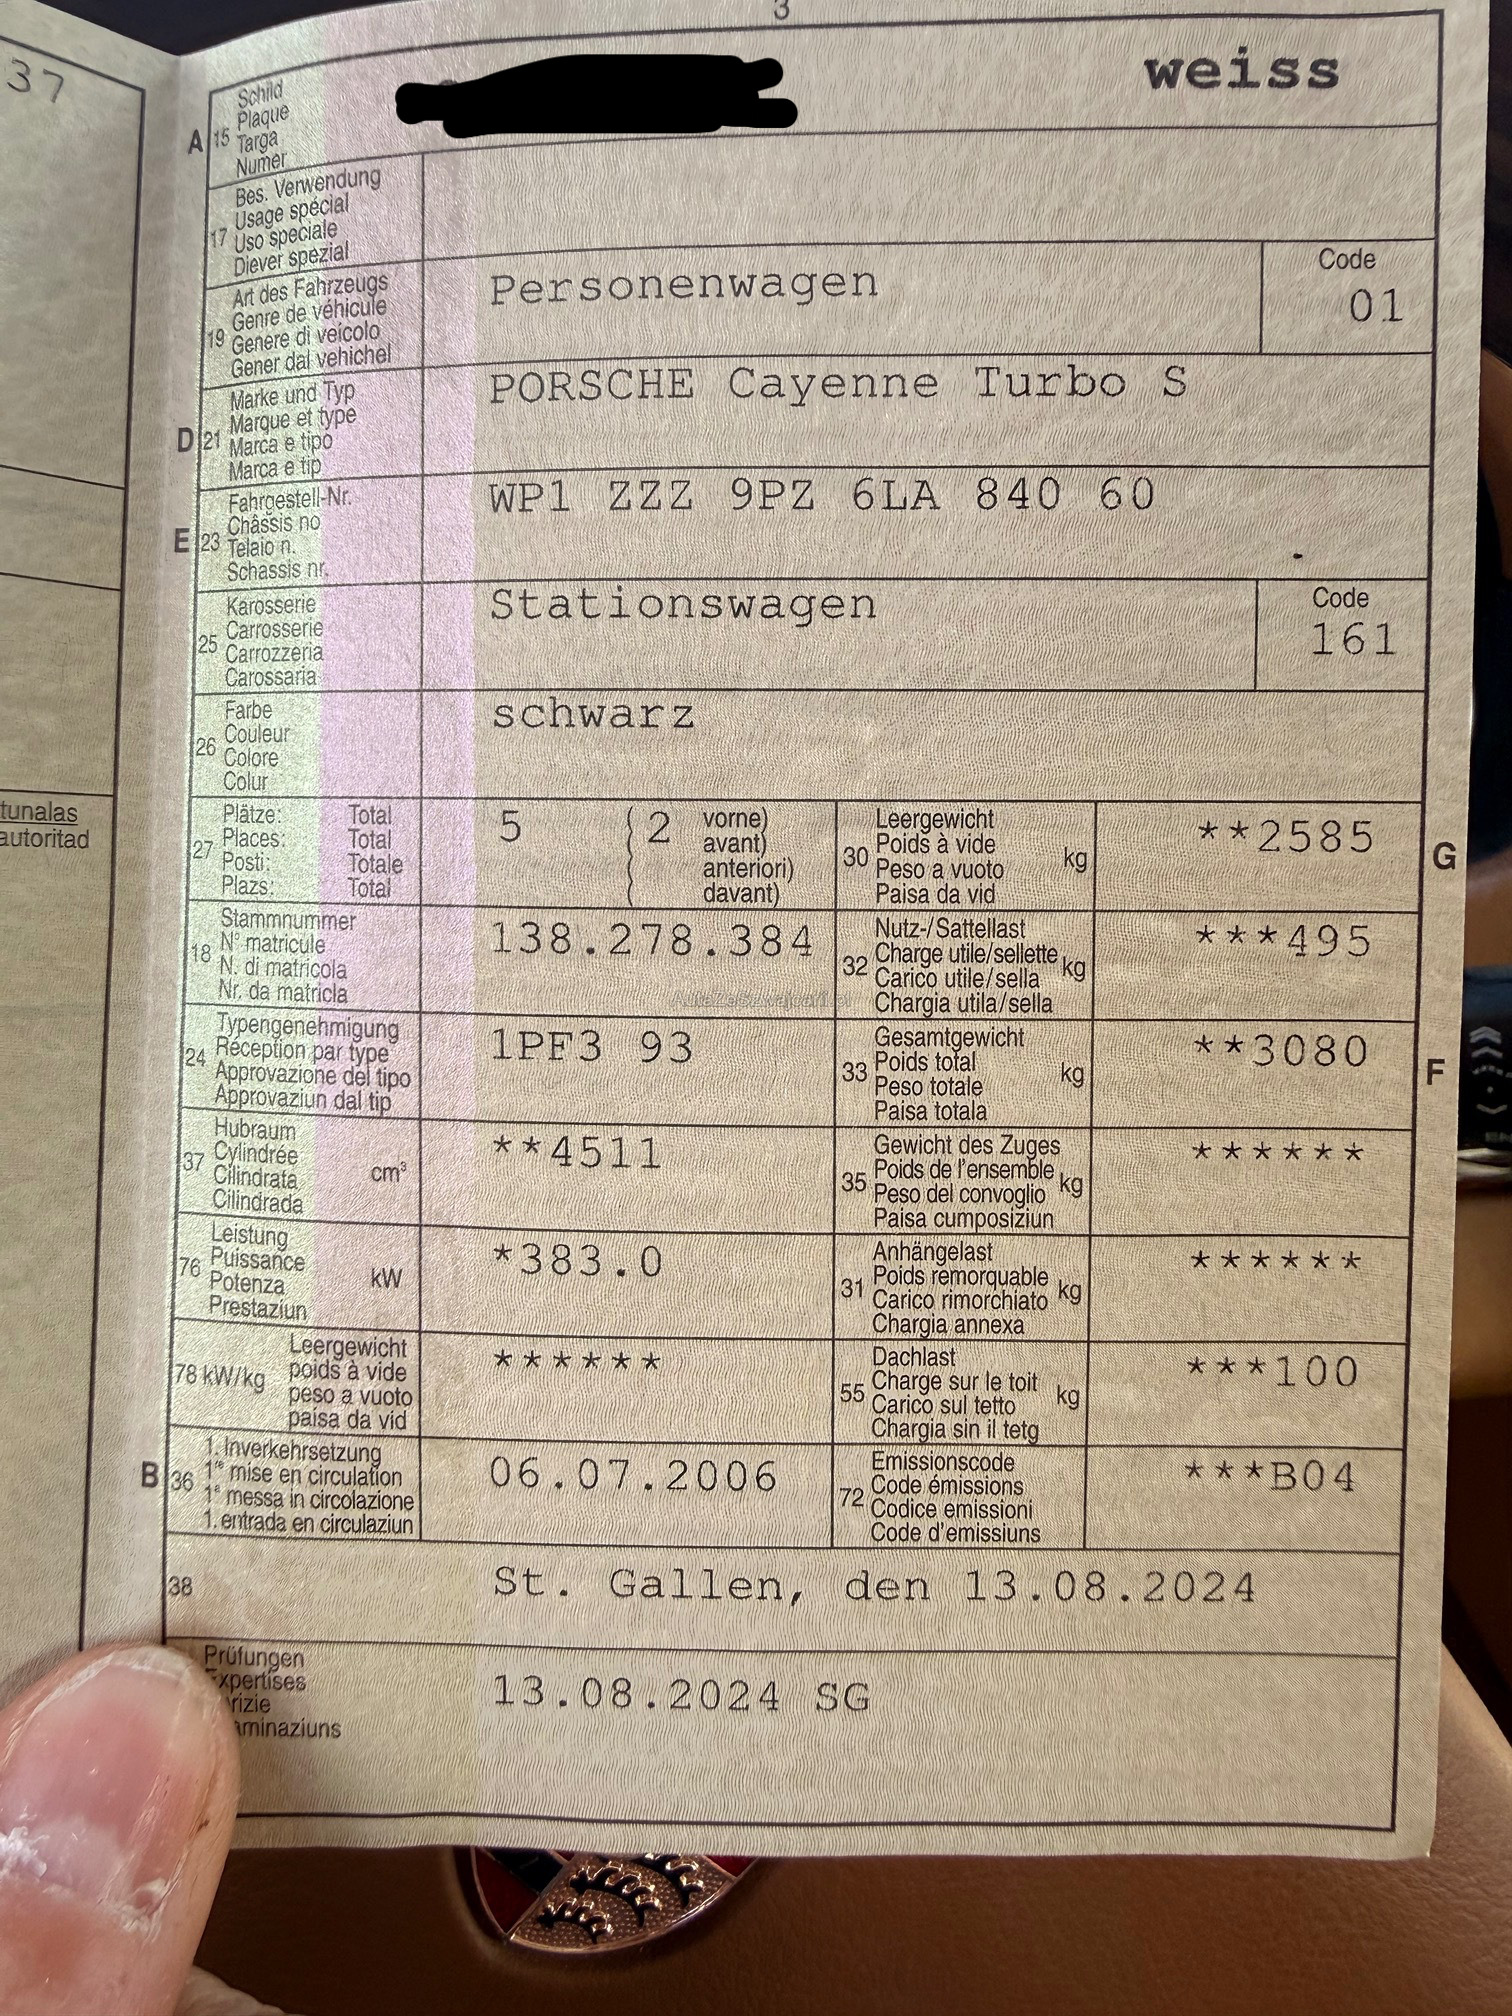 3
37
tunalas
autoritad
A 15 Schild
Plaque
Targa
Numer
weiss
17 Bes. Verwendung
Usage spécial
Uso speciale
Diever spezial
19 Art des Fahrzeugs
Genre de véhicule
Genere di veicolo
Gener dal vehichel
Personenwagen
Code
01
D 21 Marke und Typ
Marque et type
Marca e tipo
Marca e tip
PORSCHE Cayenne Turbo S
E 23 Fahrgestell-Nr.
Châssis no
Telaio n.
Schassis nr.
WP1 ZZZ 9PZ 6LA 840 60
25 Karosserie
Carrosserie
Carrozzeria
Carossaria
Stationswagen
Code
161
26 Farbe
Couleur
Colore
Colur
schwarz
27 Plätze: Total
Places: Total
Posti: Totale
Plazs: Total
5 ( 2 vorne)
( avant)
( anteriori)
( davant)
30 Leergewicht
Poids à vide kg
Peso a vuoto
Paisa da vid
**2585
G
18 Stammnummer
N° matricule
N. di matricola
Nr. da matricla
138.278.384
32 Nutz-/Sattellast
Charge utile/sellette kg
Carico utile/sella
Chargia utila/sella
***495
24 Typengenehmigung
Réception par type
Approvazione del tipo
Approvaziun dal tip
1PF3 93
33 Gesamtgewicht
Poids total kg
Peso totale
Paisa totala
**3080
F
37 Hubraum
Cylindrée cm³
Cilindrata
Cilindrada
**4511
35 Gewicht des Zuges
Poids de l'ensemble kg
Peso del convoglio
Paisa cumposiziun
******
76 Leistung
Puissance kW
Potenza
Prestaziun
*383.0
31 Anhängelast
Poids remorquable kg
Carico rimorchiato
Chargia annexa
******
78 kW/kg Leergewicht
poids à vide
peso a vuoto
paisa da vid
******
55 Dachlast
Charge sur le toit kg
Carico sul tetto
Chargia sin il tetg
***100
B 36 1. Inverkehrsetzung
1re mise en circulation
1a messa in circolazione
1. entrada en circulaziun
06.07.2006
72 Emissionscode
Code émissions
Codice emissioni
Code d'emissiuns
***B04
38
St. Gallen, den 13.08.2024
Prüfungen
xpertises
rizie
minaziuns
13.08.2024 SG